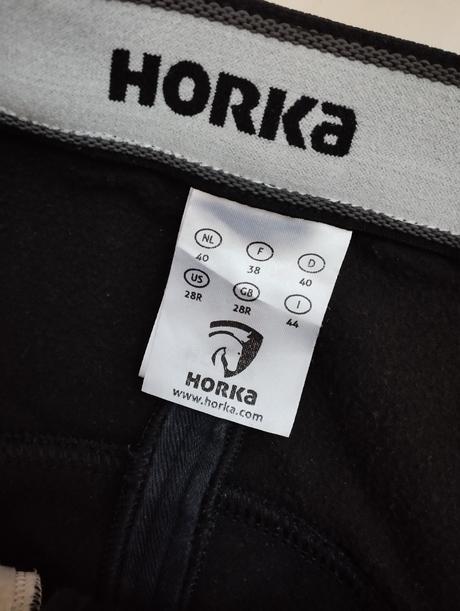 HORKa
NL F D
40 38 40
US GB I
28R 28R 44
HORKa
www.horka.com